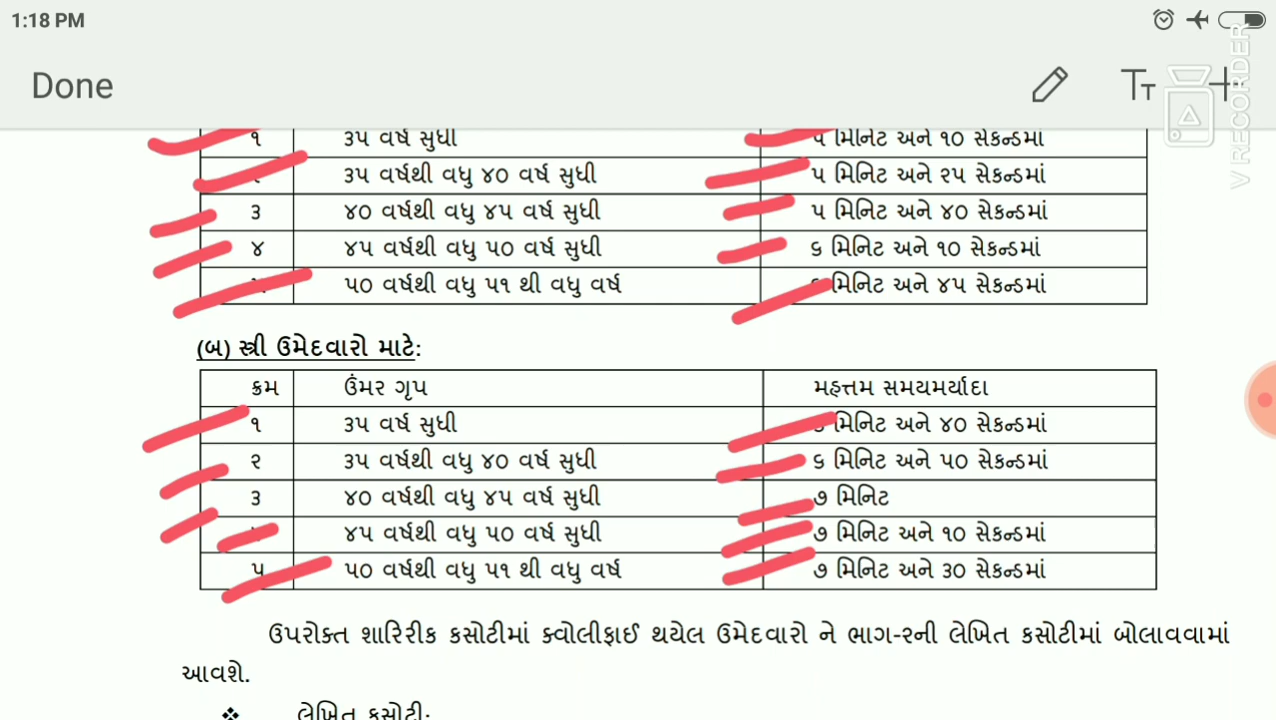 1:18 PM
Done
TT
V RECORDER
૧ ૩૫ વર્ષ સુધી ૫ મિનિટ અને ૧૦ સેકન્ડમાં
૩૫ વર્ષથી વધુ ૪૦ વર્ષ સુધી ૫ મિનિટ અને ૨૫ સેકન્ડમાં
૩ ૪૦ વર્ષથી વધુ ૪૫ વર્ષ સુધી ૫ મિનિટ અને ૪૦ સેકન્ડમાં
૪ ૪૫ વર્ષથી વધુ ૫૦ વર્ષ સુધી ૬ મિનિટ અને ૧૦ સેકન્ડમાં
૫૦ વર્ષથી વધુ ૫૧ થી વધુ વર્ષ મિનિટ અને ૪૫ સેકન્ડમાં
(બ) સ્ત્રી ઉમેદવારો માટે:
ક્રમ ઉંમર ગૃપ મહત્તમ સમયમર્યાદા
૧ ૩૫ વર્ષ સુધી મિનિટ અને ૪૦ સેકન્ડમાં
૨ ૩૫ વર્ષથી વધુ ૪૦ વર્ષ સુધી ૬ મિનિટ અને ૫૦ સેકન્ડમાં
૩ ૪૦ વર્ષથી વધુ ૪૫ વર્ષ સુધી ૭ મિનિટ
૪૫ વર્ષથી વધુ ૫૦ વર્ષ સુધી ૭ મિનિટ અને ૧૦ સેકન્ડમાં
૫ ૫૦ વર્ષથી વધુ ૫૧ થી વધુ વર્ષ ૭ મિનિટ અને ૩૦ સેકન્ડમાં
ઉપરોક્ત શારિરીક કસોટીમાં ક્વોલીફાઈ થયેલ ઉમેદવારો ને ભાગ-૨ની લેખિત કસોટીમાં બોલાવવામાં
આવશે.
❖ લેખિત કસોટી: